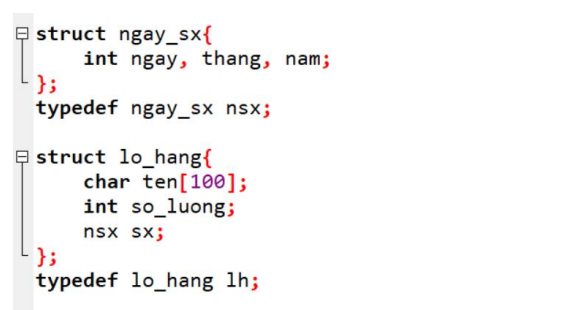 struct ngay_sx{
int ngay, thang, nam;
};
typedef ngay_sx nsx;
struct lo_hang{
char ten[100];
int so_luong;
nsx sx;
};
typedef lo_hang lh;